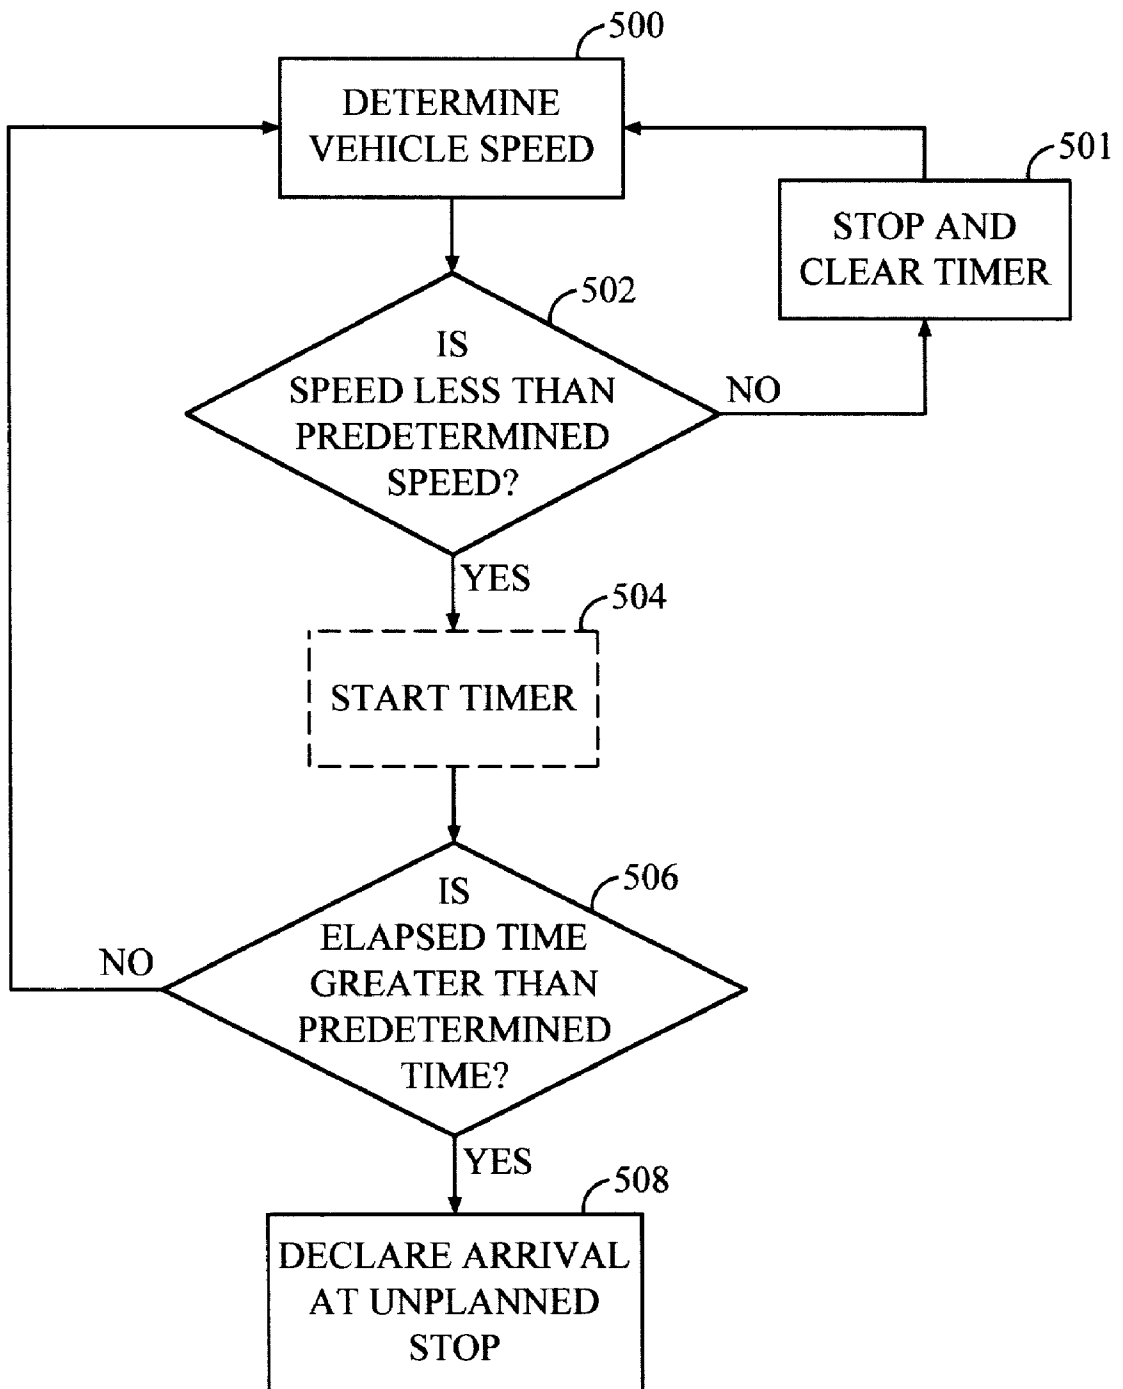 500
DETERMINE
VEHICLE SPEED
501
STOP AND
CLEAR TIMER
502
IS
SPEED LESS THAN
PREDETERMINED
SPEED?
NO
YES
504
START TIMER
506
IS
ELAPSED TIME
GREATER THAN
PREDETERMINED
TIME?
NO
YES
508
DECLARE ARRIVAL
AT UNPLANNED
STOP